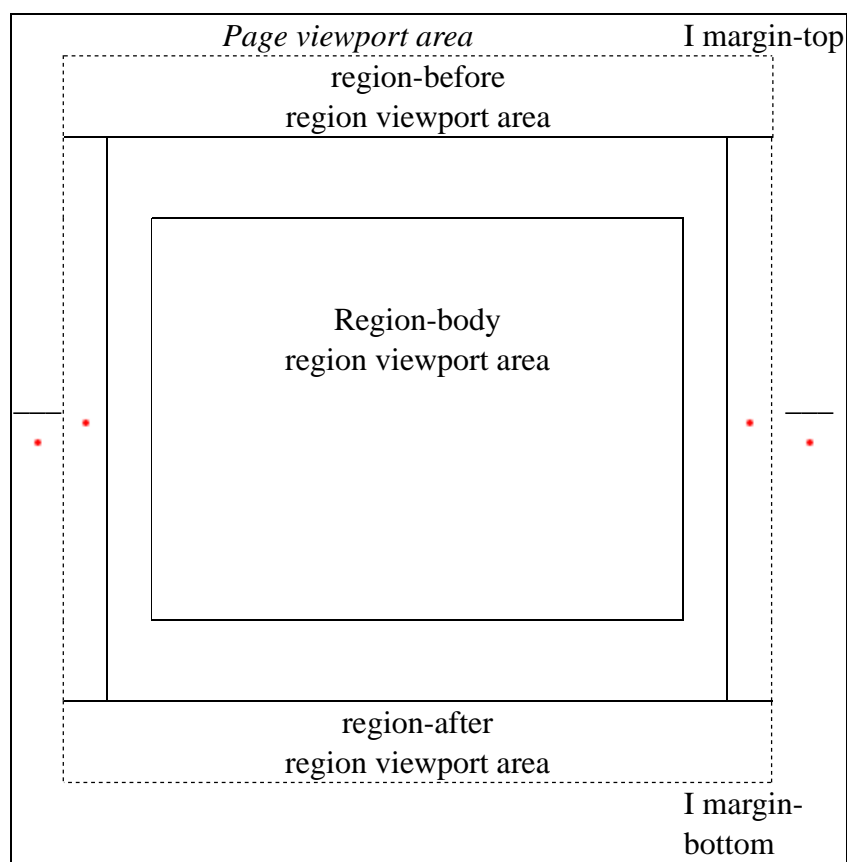 Page viewport area I margin-top
region-before
region viewport area
Region-body
region viewport area
region-after
region viewport area
I margin-
bottom